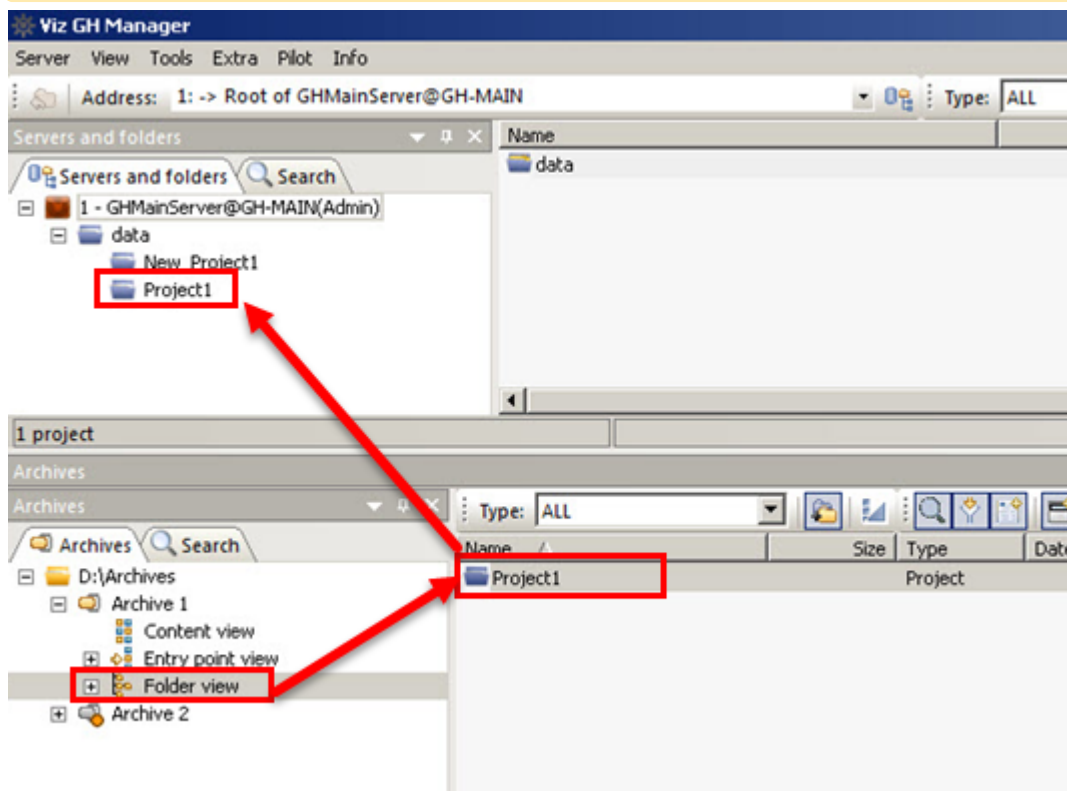 Viz GH Manager
Server View Tools Extra Pilot Info
Address: 1: -> Root of GHMainServer@GH-MAIN Type: ALL
Servers and folders
Name
Servers and folders Search
data
1 - GHMainServer@GH-MAIN(Admin)
data
New_Project1
Project1
1 project
Archives
Archives
Type: ALL
Archives Search
Name Size Type Date
D:\Archives
Project1 Project
Archive 1
Content view
Entry point view
Folder view
Archive 2